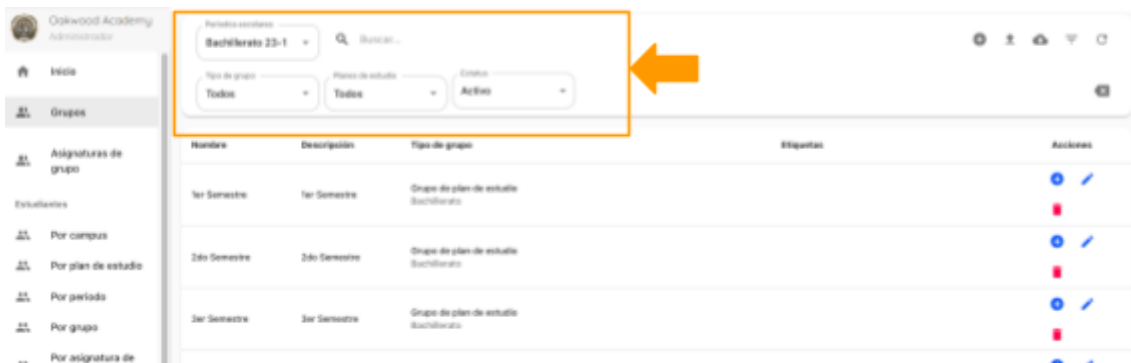 Oakwood Academy
Administrador
Inicio
Grupos
Asignaturas de
grupo
Estudiantes
Por campus
Por plan de estudio
Por periodo
Por grupo
Por asignatura de
Periodos escolares
Bachillerato 23-1
Buscar...
Tipo de grupo
Todos
Planes de estudio
Todos
Estatus
Activo
Nombre Descripción Tipo de grupo Etiquetas Acciones
1er Semestre 1er Semestre Grupo de plan de estudio
Bachillerato
2do Semestre 2do Semestre Grupo de plan de estudio
Bachillerato
3er Semestre 3er Semestre Grupo de plan de estudio
Bachillerato